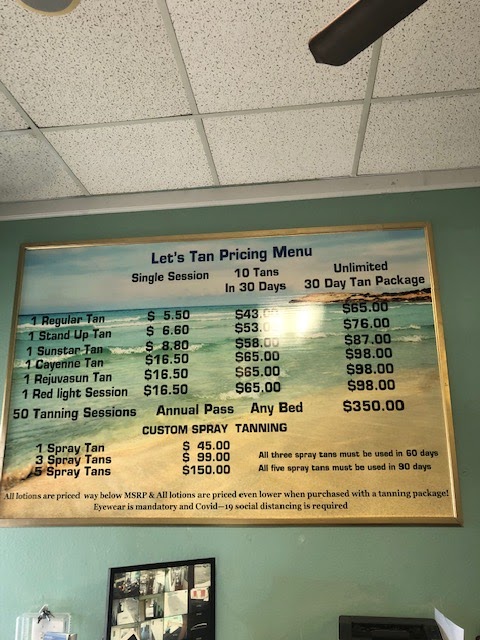 Let's Tan Pricing Menu
Single Session 10 Tans In 30 Days Unlimited 30 Day Tan Package
1 Regular Tan $ 5.50 $43. $65.00
1 Stand Up Tan $ 6.60 $53.0 $76.00
1 Sunstar Tan $ 8.80 $58.00 $87.00
1 Cayenne Tan $16.50 $65.00 $98.00
1 Rejuvasun Tan $16.50 $65.00 $98.00
1 Red light Session $16.50 $65.00 $98.00
50 Tanning Sessions Annual Pass Any Bed $350.00
CUSTOM SPRAY TANNING
1 Spray Tan $ 45.00
3 Spray Tans $ 99.00 All three spray tans must be used in 60 days
5 Spray Tans $150.00 All five spray tans must be used in 90 days
All lotions are priced way below MSRP & All lotions are priced even lower when purchased with a tanning package!
Eyewear is mandatory and Covid—19 social distancing is required